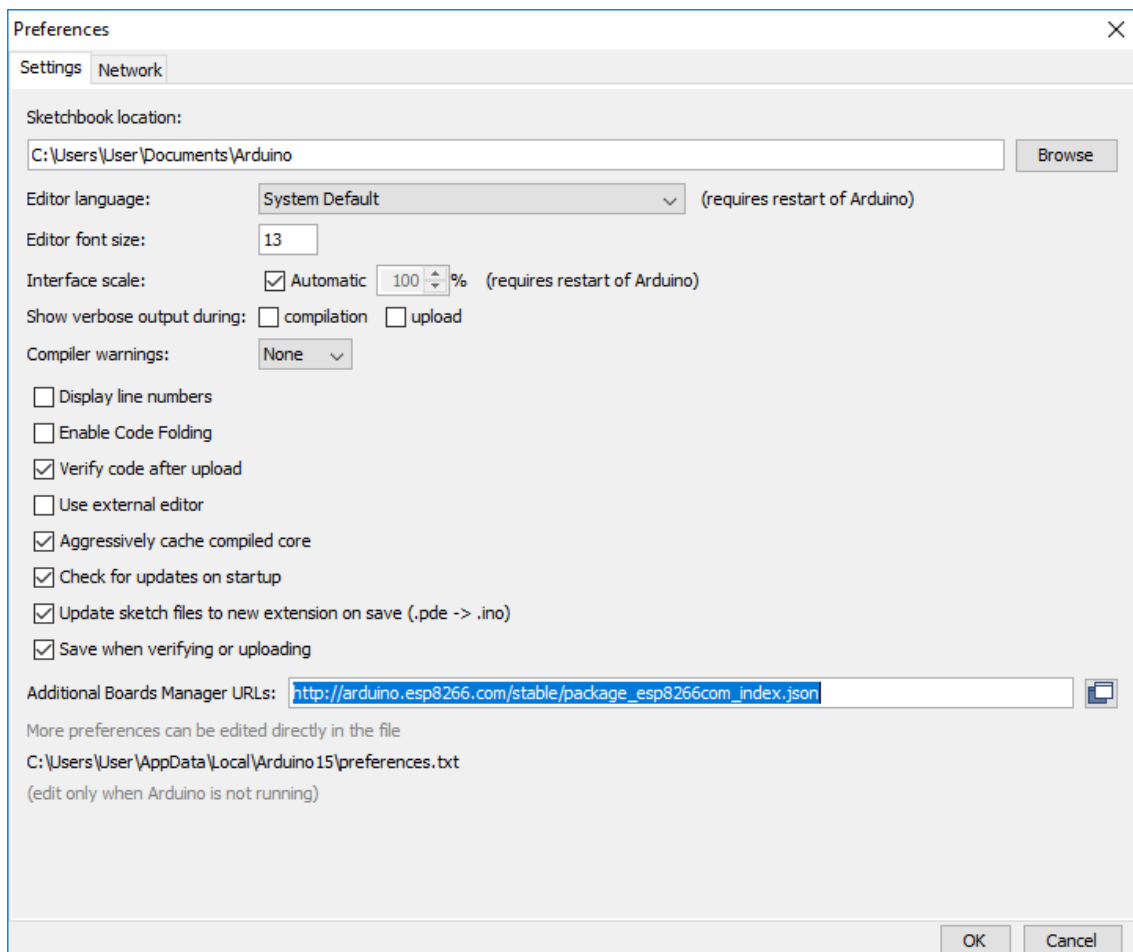 Preferences
Settings Network
Sketchbook location:
C:\Users\User\Documents\Arduino Browse
Editor language: System Default (requires restart of Arduino)
Editor font size: 13
Interface scale: Automatic 100 % (requires restart of Arduino)
Show verbose output during: compilation upload
Compiler warnings: None
Display line numbers
Enable Code Folding
Verify code after upload
Use external editor
Aggressively cache compiled core
Check for updates on startup
Update sketch files to new extension on save (.pde -> .ino)
Save when verifying or uploading
Additional Boards Manager URLs: http://arduino.esp8266.com/stable/package_esp8266com_index.json
More preferences can be edited directly in the file
C:\Users\User\AppData\Local\Arduino15\preferences.txt
(edit only when Arduino is not running)
OK Cancel